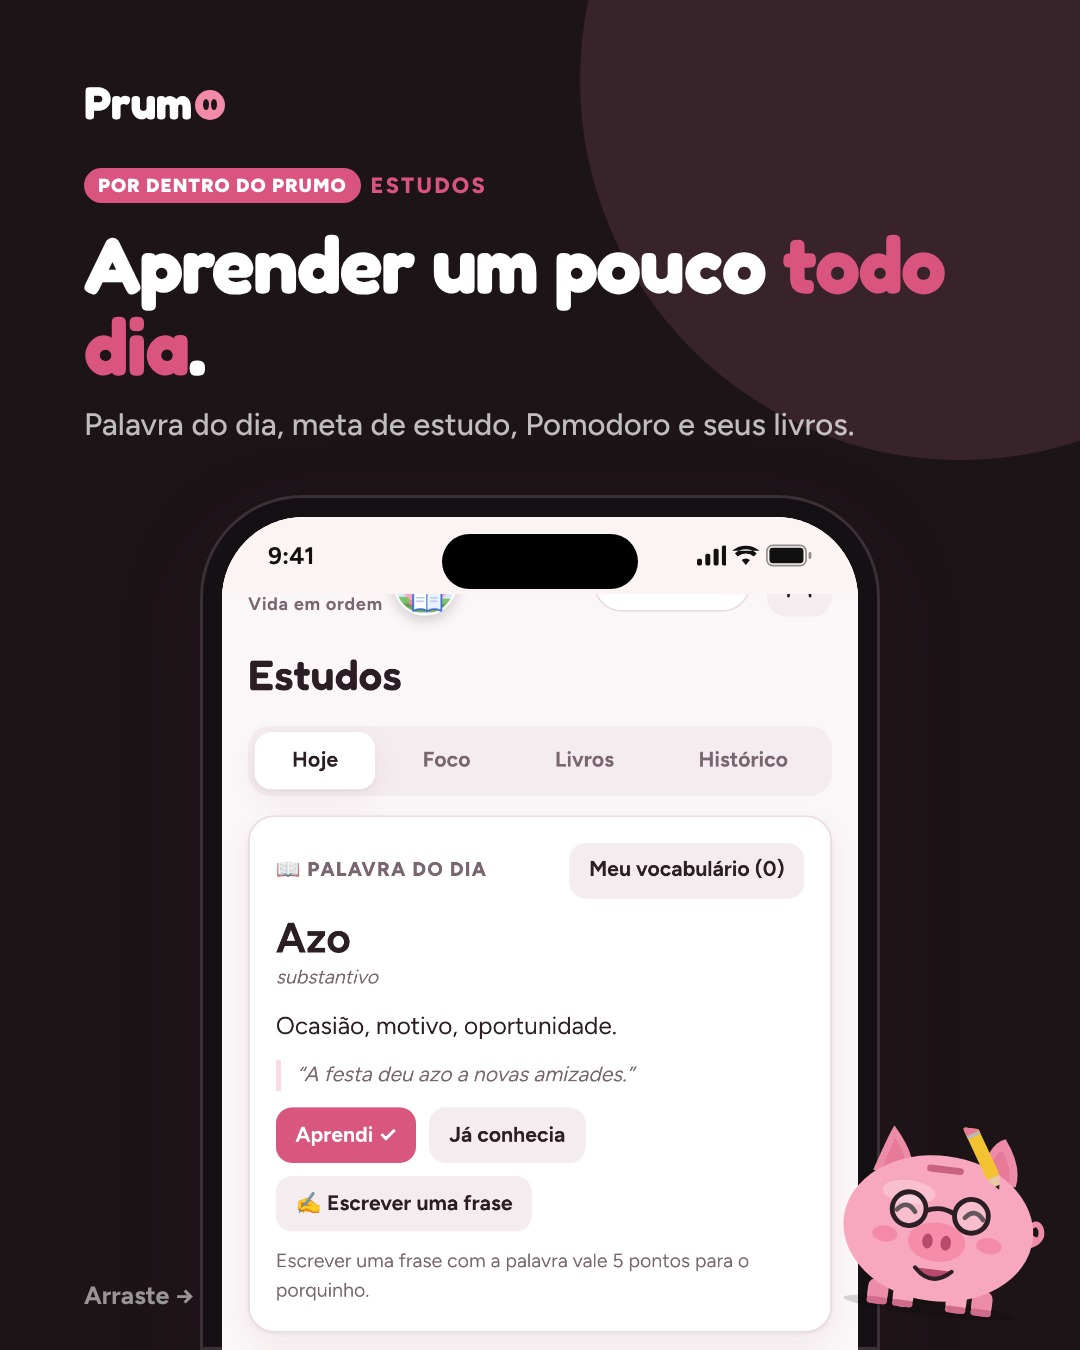 Prum
POR DENTRO DO PRUMO ESTUDOS
Aprender um pouco todo
dia.
Palavra do dia, meta de estudo, Pomodoro e seus livros.
9:41
Vida em ordem
Estudos
Hoje Foco Livros Histórico
📖 PALAVRA DO DIA Meu vocabulário (0)
Azo
substantivo
Ocasião, motivo, oportunidade.
“A festa deu azo a novas amizades.”
Aprendi ✓ Já conhecia
✍️ Escrever uma frase
Escrever uma frase com a palavra vale 5 pontos para o
porquinho.
Arraste →